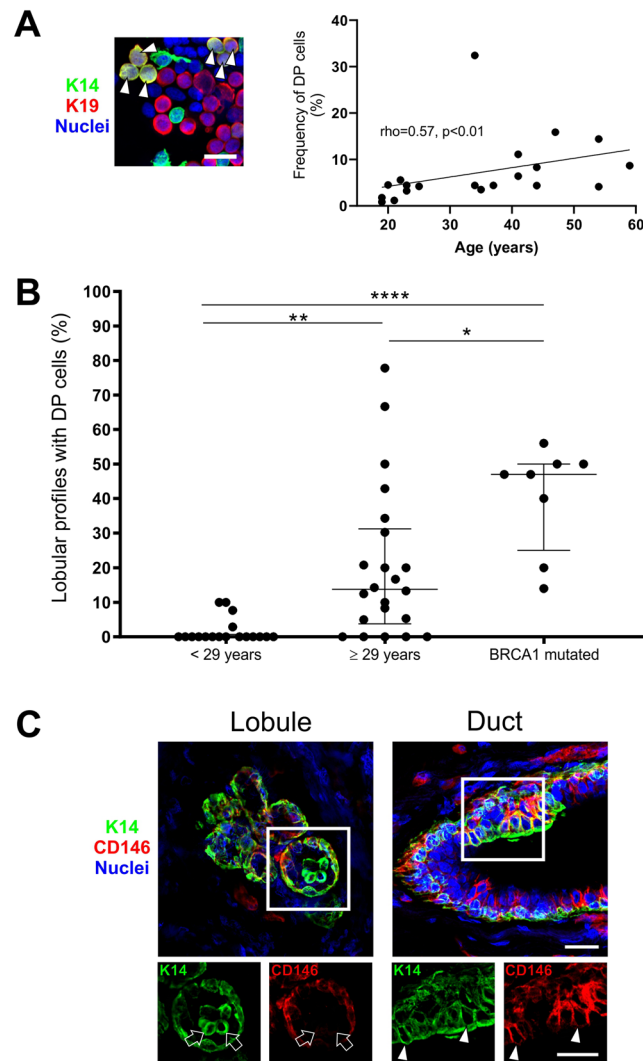 A
K14
K19
Nuclei
Frequency of DP cells
(%)
40
30
20
10
0
rho=0.57, p<0.01
20 30 40 50 60
Age (years)
B
Lobular profiles with DP cells (%)
100
90
80
70
60
50
40
30
20
10
0
****
**
*
< 29 years
≥ 29 years
BRCA1 mutated
C
Lobule
Duct
K14
CD146
Nuclei
K14
CD146
K14
CD146